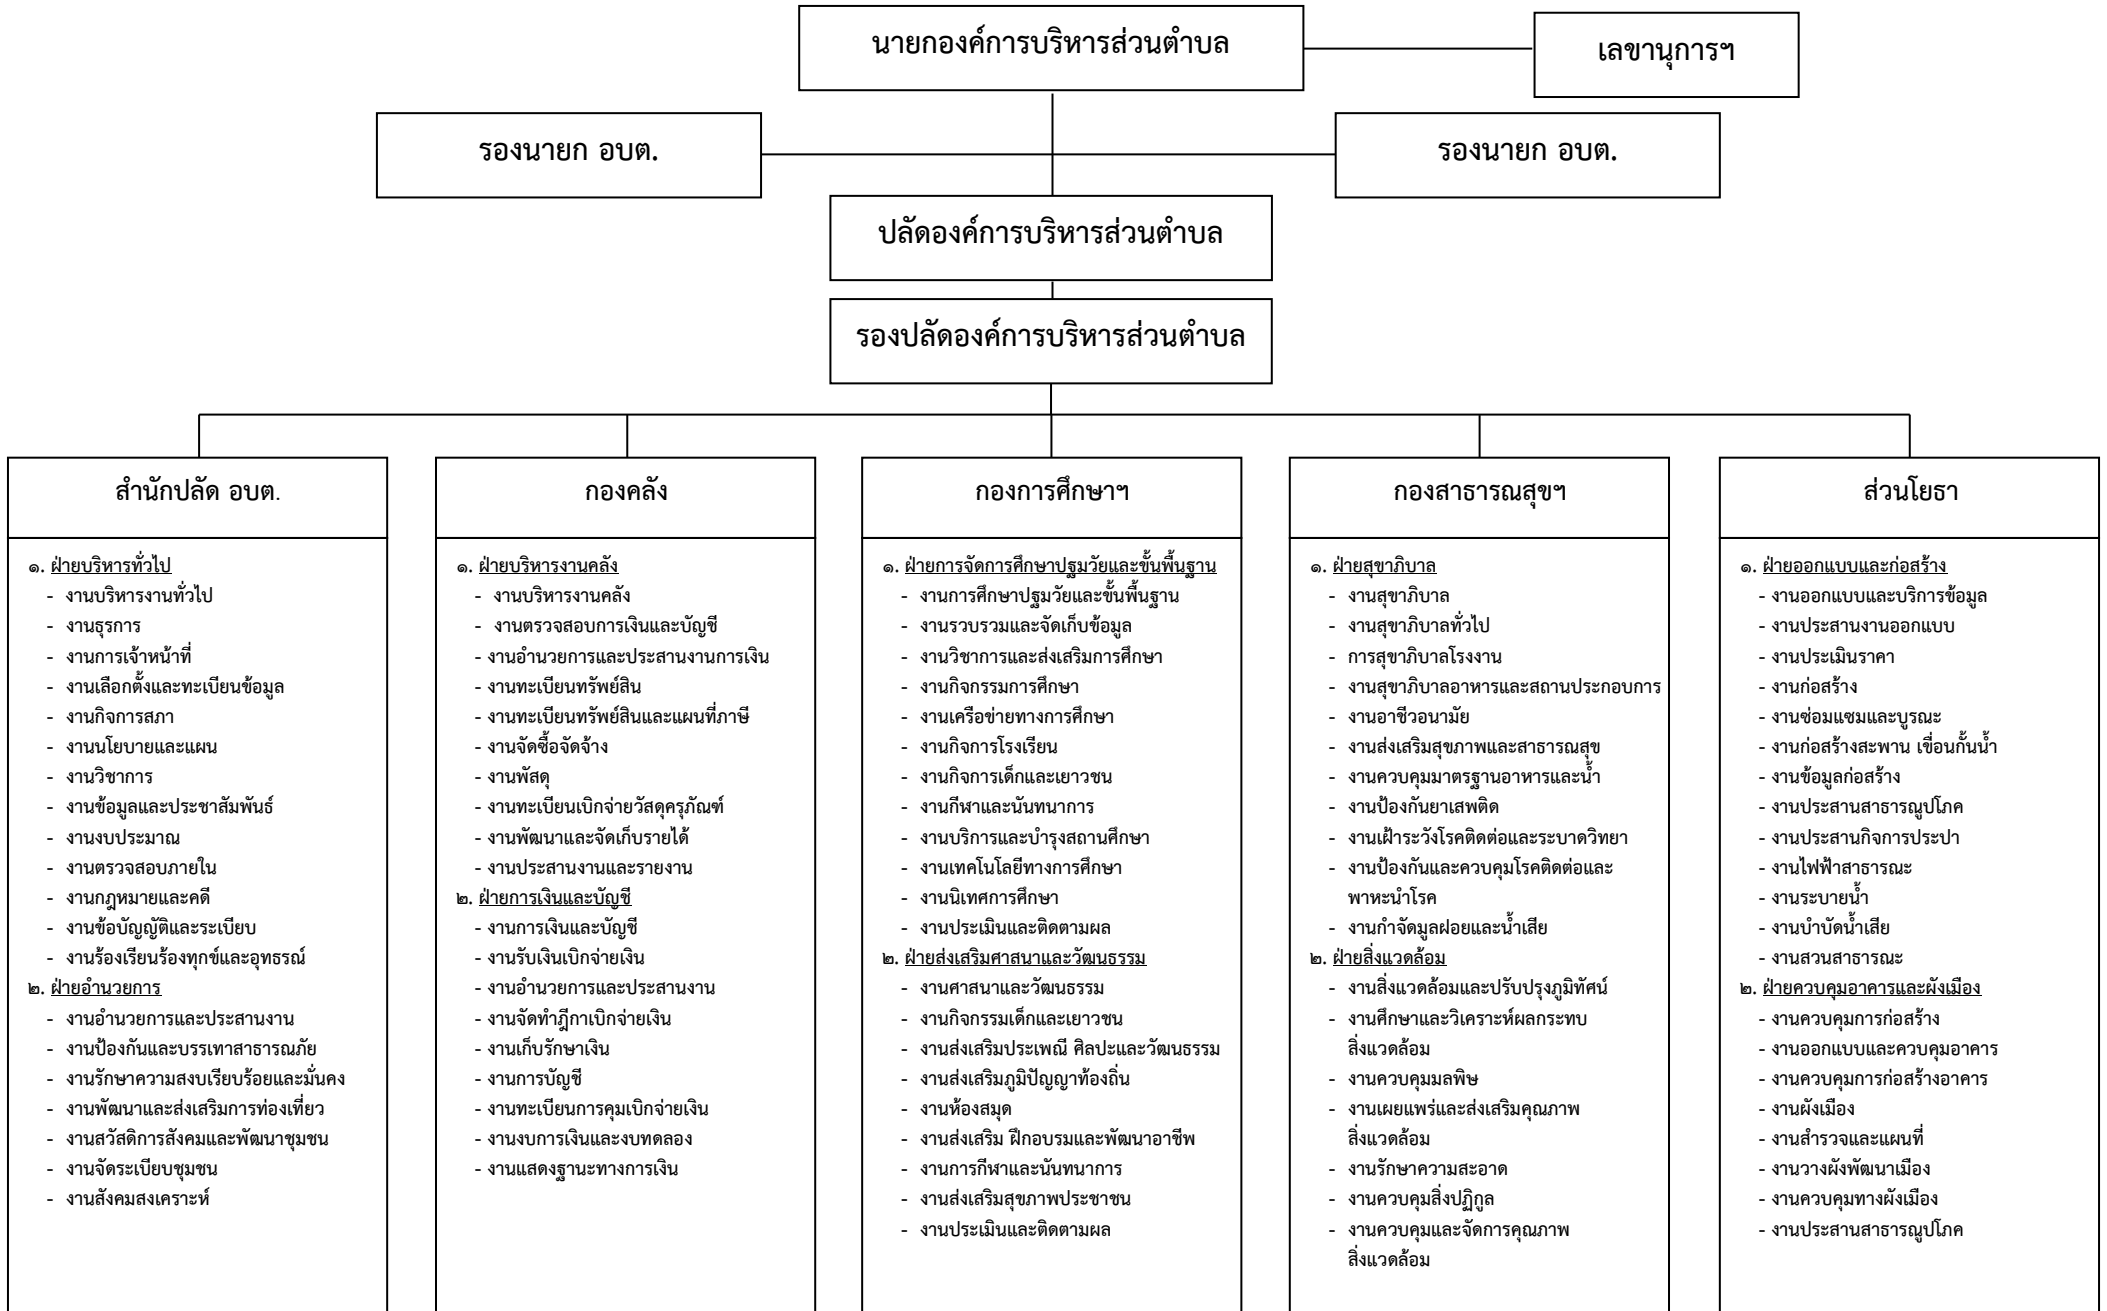 นายกองค์การบริหารส่วนตำบล
เลขานุการฯ
รองนายก อบต.
รองนายก อบต.
ปลัดองค์การบริหารส่วนตำบล
รองปลัดองค์การบริหารส่วนตำบล
สำนักปลัด อบต.
๑. ฝ่ายบริหารทั่วไป
- งานบริหารงานทั่วไป
- งานธุรการ
- งานการเจ้าหน้าที่
- งานเลือกตั้งและทะเบียนข้อมูล
- งานกิจการสภา
- งานนโยบายและแผน
- งานวิชาการ
- งานข้อมูลและประชาสัมพันธ์
- งานงบประมาณ
- งานตรวจสอบภายใน
- งานกฎหมายและคดี
- งานข้อบัญญัติและระเบียบ
- งานร้องเรียนร้องทุกข์และอุทธรณ์
๒. ฝ่ายอำนวยการ
- งานอำนวยการและประสานงาน
- งานป้องกันและบรรเทาสาธารณภัย
- งานรักษาความสงบเรียบร้อยและมั่นคง
- งานพัฒนาและส่งเสริมการท่องเที่ยว
- งานสวัสดิการสังคมและพัฒนาชุมชน
- งานจัดระเบียบชุมชน
- งานสังคมสงเคราะห์
กองคลัง
๑. ฝ่ายบริหารงานคลัง
- งานบริหารงานคลัง
- งานตรวจสอบการเงินและบัญชี
- งานอำนวยการและประสานงานการเงิน
- งานทะเบียนทรัพย์สิน
- งานทะเบียนทรัพย์สินและแผนที่ภาษี
- งานจัดซื้อจัดจ้าง
- งานพัสดุ
- งานทะเบียนเบิกจ่ายวัสดุครุภัณฑ์
- งานพัฒนาและจัดเก็บรายได้
- งานประสานงานและรายงาน
๒. ฝ่ายการเงินและบัญชี
- งานการเงินและบัญชี
- งานรับเงินเบิกจ่ายเงิน
- งานอำนวยการและประสานงาน
- งานจัดทำฎีกาเบิกจ่ายเงิน
- งานเก็บรักษาเงิน
- งานการบัญชี
- งานทะเบียนการคุมเบิกจ่ายเงิน
- งานงบการเงินและงบทดลอง
- งานแสดงฐานะทางการเงิน
กองการศึกษาฯ
๑. ฝ่ายการจัดการศึกษาปฐมวัยและขั้นพื้นฐาน
- งานการศึกษาปฐมวัยและขั้นพื้นฐาน
- งานรวบรวมและจัดเก็บข้อมูล
- งานวิชาการและส่งเสริมการศึกษา
- งานกิจกรรมการศึกษา
- งานเครือข่ายทางการศึกษา
- งานกิจการโรงเรียน
- งานกิจการเด็กและเยาวชน
- งานกีฬาและนันทนาการ
- งานบริการและบำรุงสถานศึกษา
- งานเทคโนโลยีทางการศึกษา
- งานนิเทศการศึกษา
- งานประเมินและติดตามผล
๒. ฝ่ายส่งเสริมศาสนาและวัฒนธรรม
- งานศาสนาและวัฒนธรรม
- งานกิจกรรมเด็กและเยาวชน
- งานส่งเสริมประเพณี ศิลปะและวัฒนธรรม
- งานส่งเสริมภูมิปัญญาท้องถิ่น
- งานห้องสมุด
- งานส่งเสริม ฝึกอบรมและพัฒนาอาชีพ
- งานการกีฬาและนันทนาการ
- งานส่งเสริมสุขภาพประชาชน
- งานประเมินและติดตามผล
กองสาธารณสุขฯ
๑. ฝ่ายสุขาภิบาล
- งานสุขาภิบาล
- งานสุขาภิบาลทั่วไป
- การสุขาภิบาลโรงงาน
- งานสุขาภิบาลอาหารและสถานประกอบการ
- งานอาชีวอนามัย
- งานส่งเสริมสุขภาพและสาธารณสุข
- งานควบคุมมาตรฐานอาหารและน้ำ
- งานป้องกันยาเสพติด
- งานเฝ้าระวังโรคติดต่อและระบาดวิทยา
- งานป้องกันและควบคุมโรคติดต่อและ
พาหะนำโรค
- งานกำจัดมูลฝอยและน้ำเสีย
๒. ฝ่ายสิ่งแวดล้อม
- งานสิ่งแวดล้อมและปรับปรุงภูมิทัศน์
- งานศึกษาและวิเคราะห์ผลกระทบ
สิ่งแวดล้อม
- งานควบคุมมลพิษ
- งานเผยแพร่และส่งเสริมคุณภาพ
สิ่งแวดล้อม
- งานรักษาความสะอาด
- งานควบคุมสิ่งปฏิกูล
- งานควบคุมและจัดการคุณภาพ
สิ่งแวดล้อม
ส่วนโยธา
๑. ฝ่ายออกแบบและก่อสร้าง
- งานออกแบบและบริการข้อมูล
- งานประสานงานออกแบบ
- งานประเมินราคา
- งานก่อสร้าง
- งานซ่อมแซมและบูรณะ
- งานก่อสร้างสะพาน เขื่อนกั้นน้ำ
- งานข้อมูลก่อสร้าง
- งานประสานสาธารณูปโภค
- งานประสานกิจการประปา
- งานไฟฟ้าสาธารณะ
- งานระบายน้ำ
- งานบำบัดน้ำเสีย
- งานสวนสาธารณะ
๒. ฝ่ายควบคุมอาคารและผังเมือง
- งานควบคุมการก่อสร้าง
- งานออกแบบและควบคุมอาคาร
- งานควบคุมการก่อสร้างอาคาร
- งานผังเมือง
- งานสำรวจและแผนที่
- งานวางผังพัฒนาเมือง
- งานควบคุมทางผังเมือง
- งานประสานสาธารณูปโภค